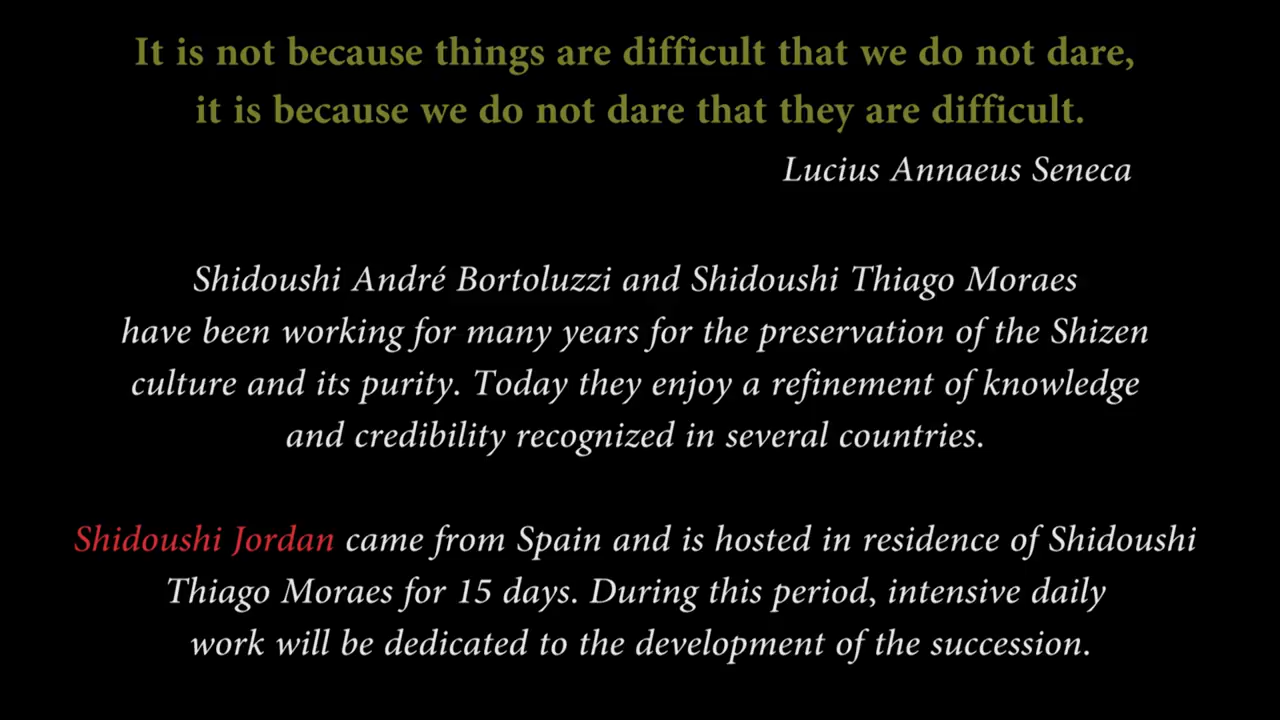 It is not because things are difficult that we do not dare,
it is because we do not dare that they are difficult.
Lucius Annaeus Seneca
Shidoushi André Bortoluzzi and Shidoushi Thiago Moraes
have been working for many years for the preservation of the Shizen
culture and its purity. Today they enjoy a refinement of knowledge
and credibility recognized in several countries.
Shidoushi Jordan came from Spain and is hosted in residence of Shidoushi
Thiago Moraes for 15 days. During this period, intensive daily
work will be dedicated to the development of the succession.